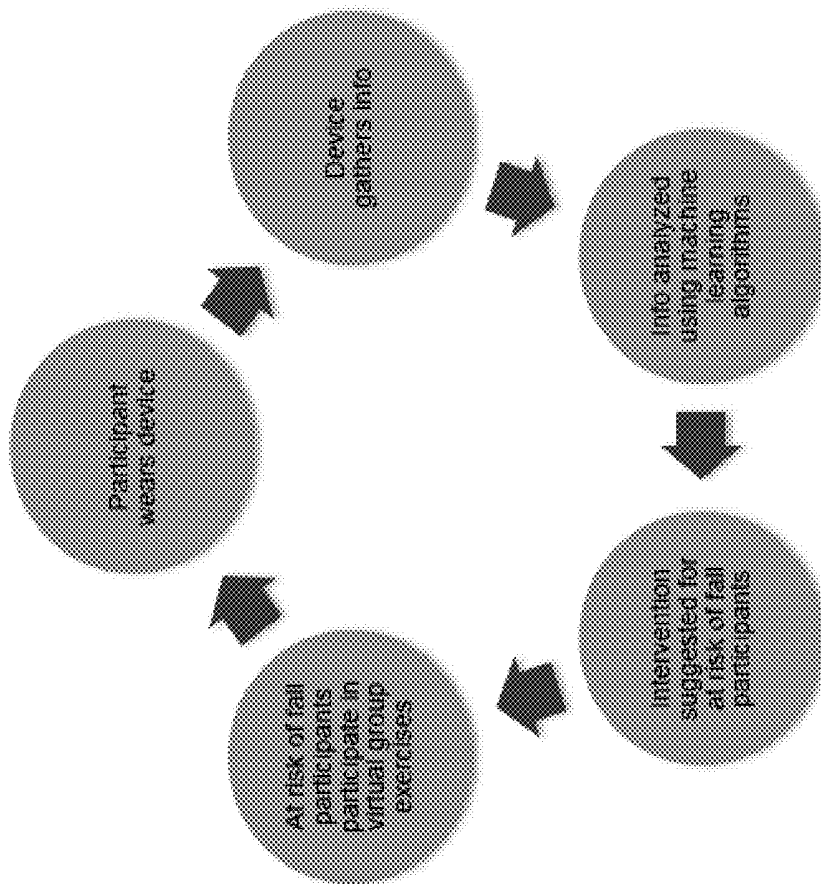 Participant
wears device
Device
gathers info
Info analyzed
using machine
learning
algorithms
Intervention
suggested for
at risk of fall
participants
At risk of fall
participants
participate in
virtual group
exercises